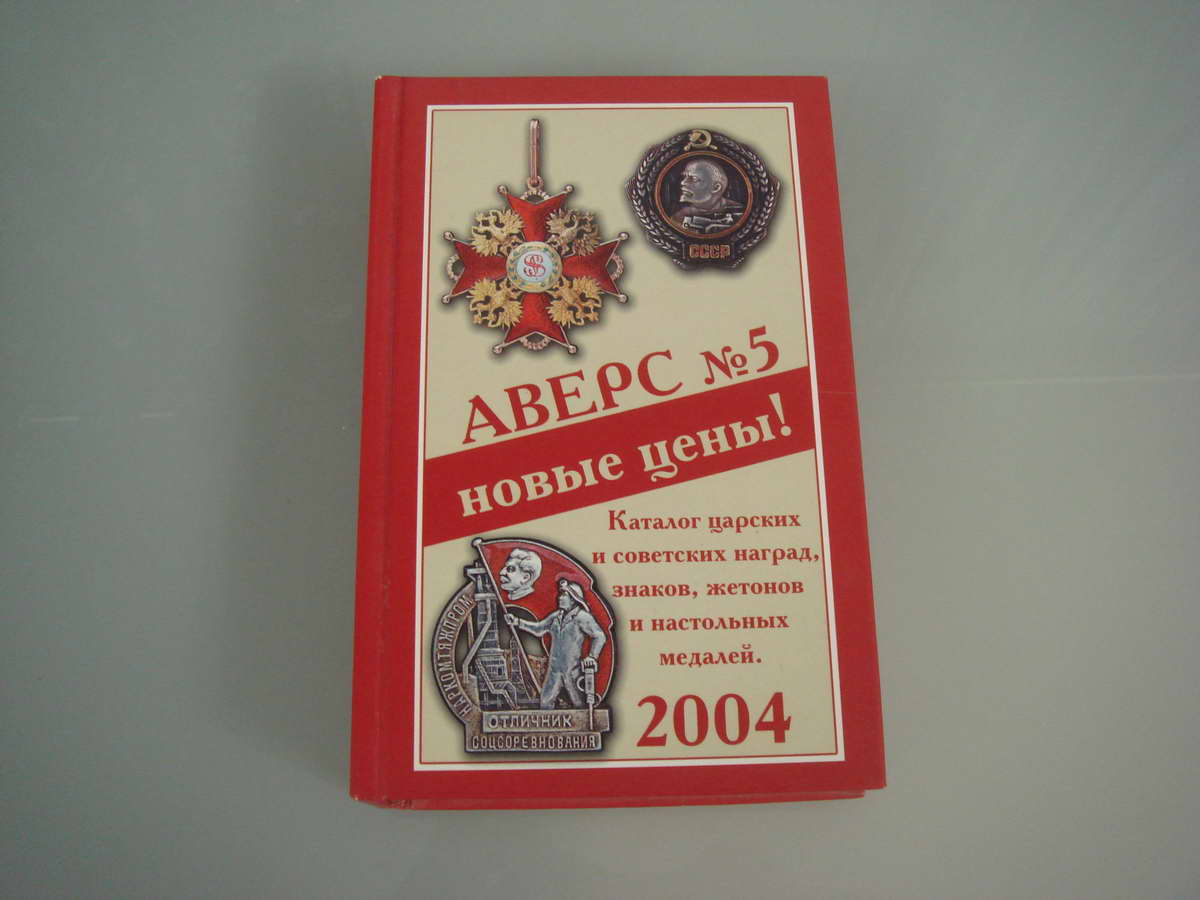 СССР
АВЕРС №5
новые цены!
Каталог царских
и советских наград,
знаков, жетонов
и настольных
медалей.
2004
НАРКОМТЯЖПРОМ
ОТЛИЧНИК
СОЦСОРЕВНОВАНИЯ